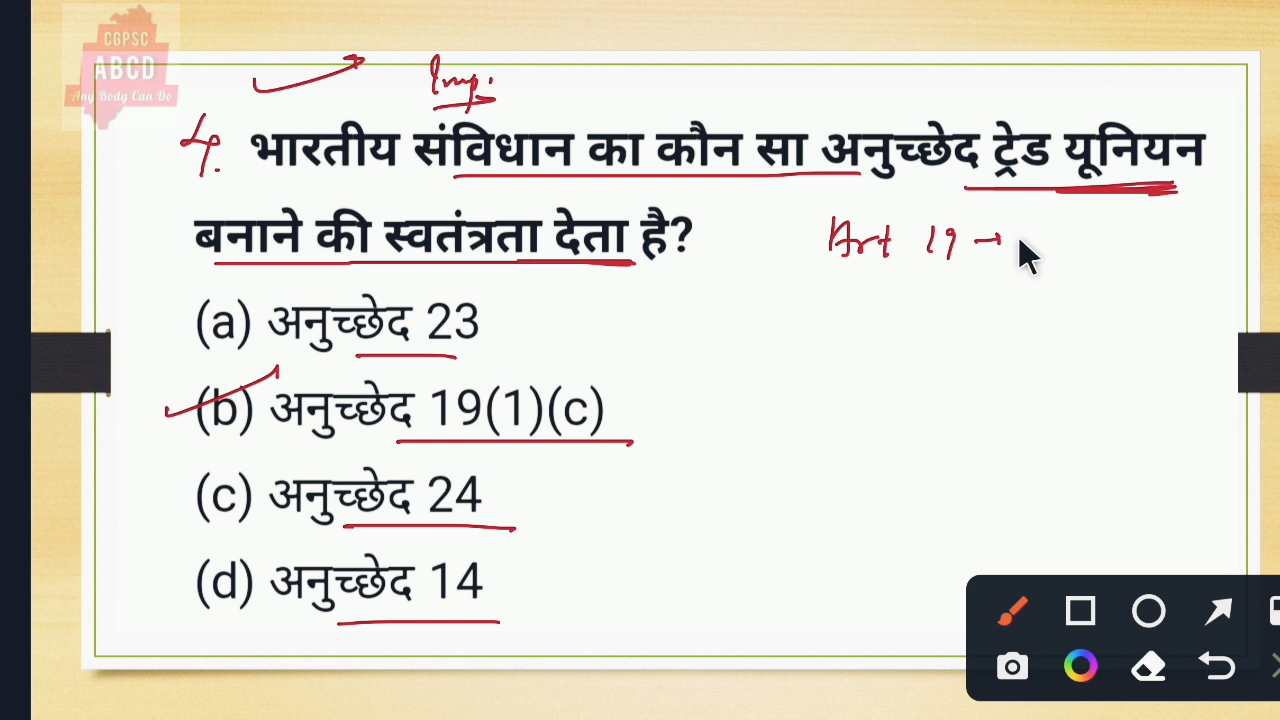 CGPSC
ABCD
Any Body Can Do
Imp.
4. भारतीय संविधान का कौन सा अनुच्छेद ट्रेड यूनियन
बनाने की स्वतंत्रता देता है?
Art 19 →
(a) अनुच्छेद 23
(b) अनुच्छेद 19(1)(c)
(c) अनुच्छेद 24
(d) अनुच्छेद 14